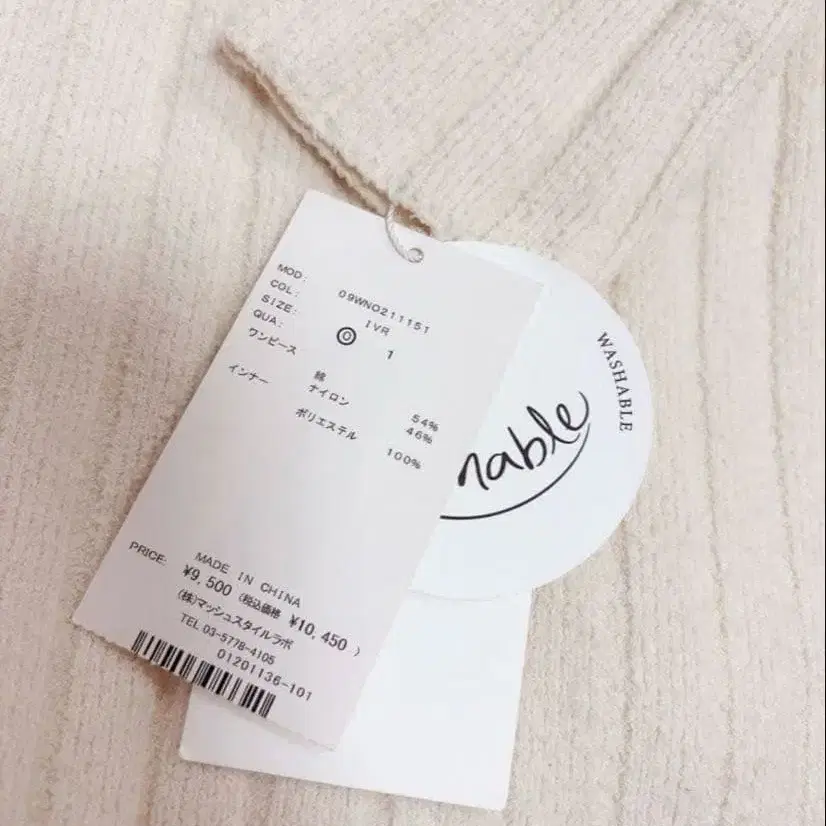 MOD: 09WNO211151
COL: IVR
SIZE: 0 1
QUA:
ワンピース 綿 54%
ナイロン 46%
インナー ポリエステル 100%
MADE IN CHINA
PRICE: ¥9,500 (税込価格 ¥10,450)
(株)マッシュスタイルラボ
TEL 03-5778-4105
01201136-101
WASHABLE